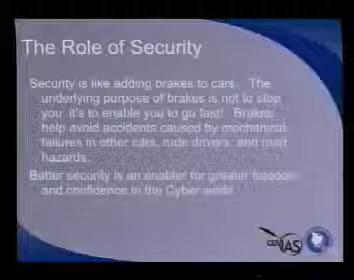 The Role of Security
Security is like adding brakes to cars. The
underlying purpose of brakes is not to stop
you: it's to enable you to go fast! Brakes
help avoid accidents caused by mechanical
failures in other cars, rude drivers, and road
hazards.
Better security is an enabler for greater freedom
and confidence in the Cyber world.
IAS